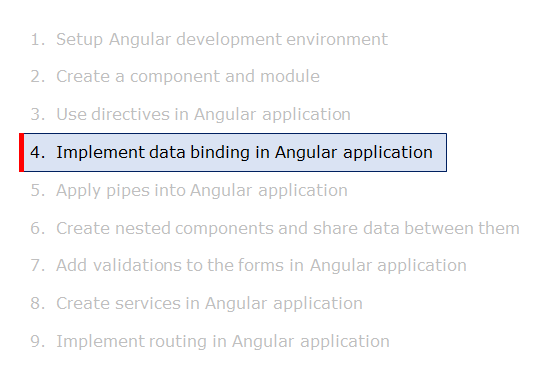 1. Setup Angular development environment
2. Create a component and module
3. Use directives in Angular application
4. Implement data binding in Angular application
5. Apply pipes into Angular application
6. Create nested components and share data between them
7. Add validations to the forms in Angular application
8. Create services in Angular application
9. Implement routing in Angular application